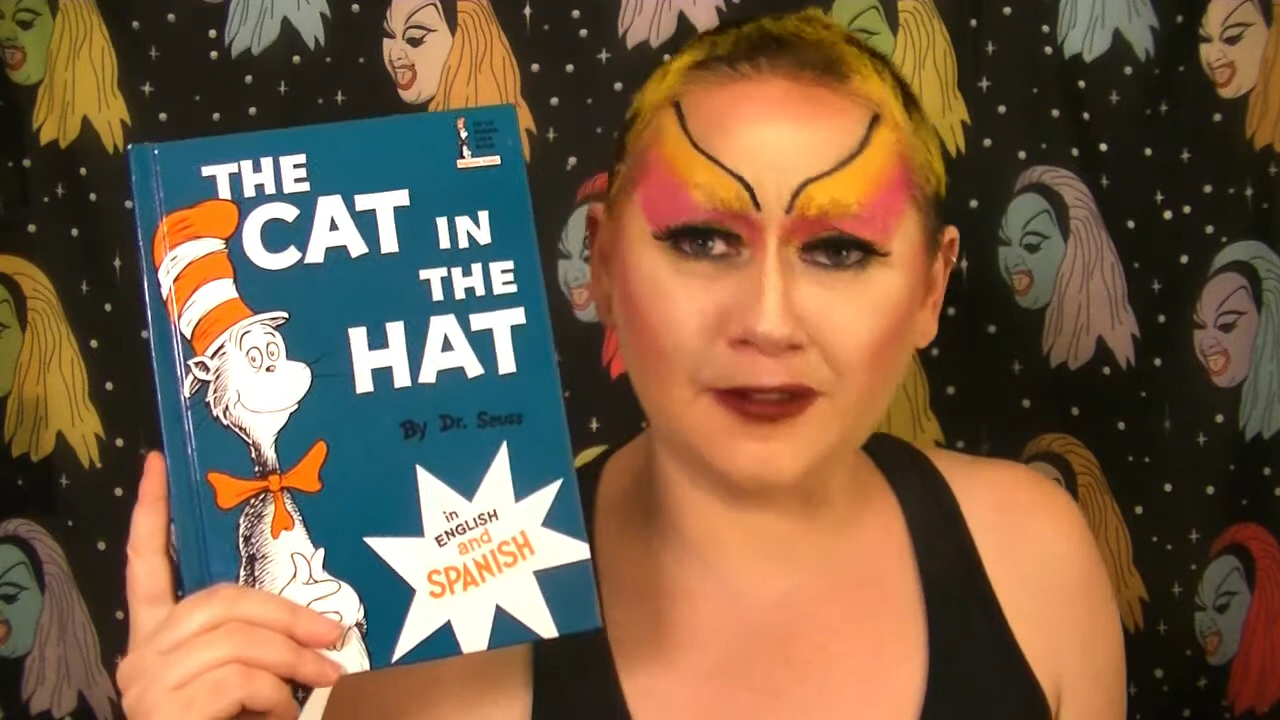 THE
CAT
IN
THE
HAT
By Dr. Seuss
in
ENGLISH
and
SPANISH